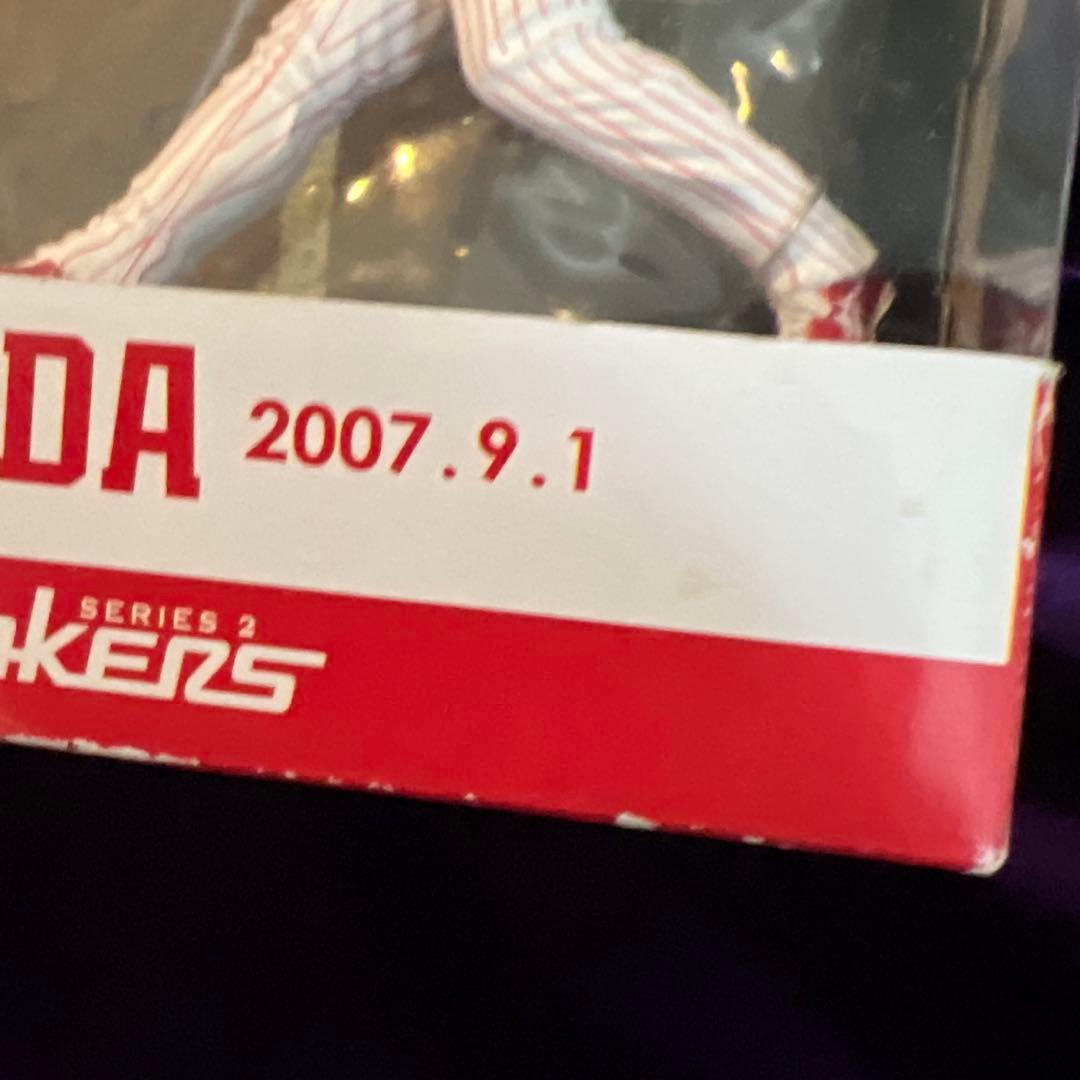 DA 2007.9.1
SERIES 2
kers